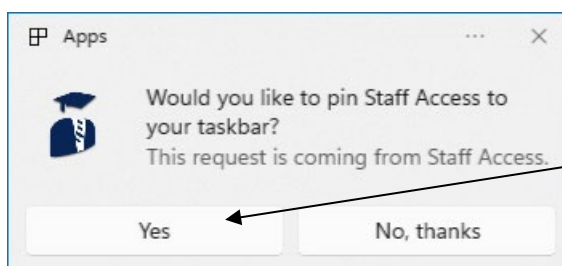 Apps
Would you like to pin Staff Access to
your taskbar?
This request is coming from Staff Access.
Yes
No, thanks